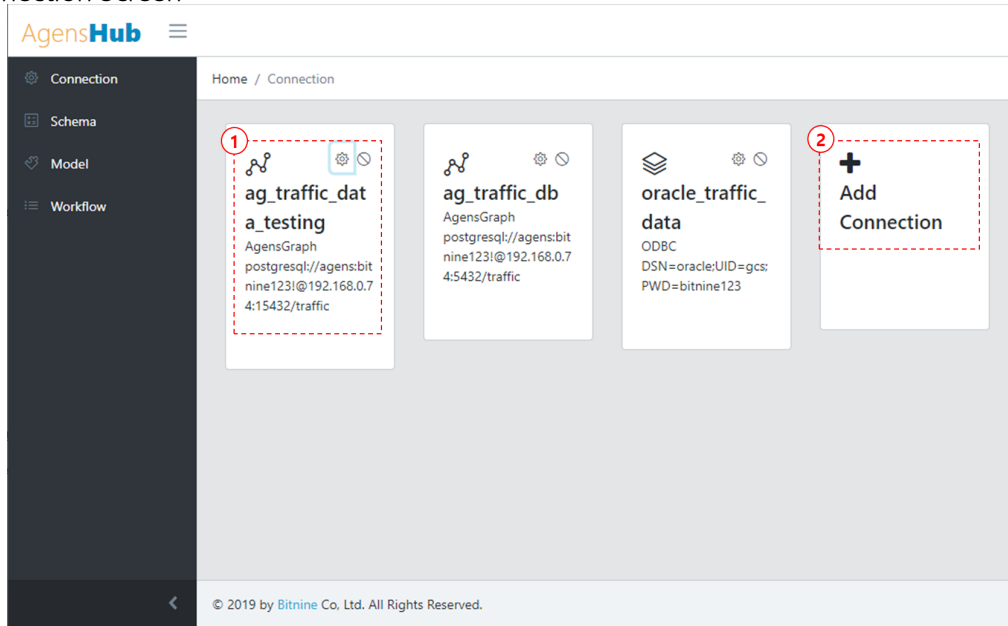 nection Screen
AgensHub
Connection
Schema
Model
Workflow
Home / Connection
1
ag_traffic_dat
a_testing
AgensGraph
postgresql://agens:bit
nine123!@192.168.0.7
4:15432/traffic
ag_traffic_db
AgensGraph
postgresql://agens:bit
nine123!@192.168.0.7
4:5432/traffic
oracle_traffic_
data
ODBC
DSN=oracle;UID=gcs;
PWD=bitnine123
2
Add
Connection
© 2019 by Bitnine Co, Ltd. All Rights Reserved.